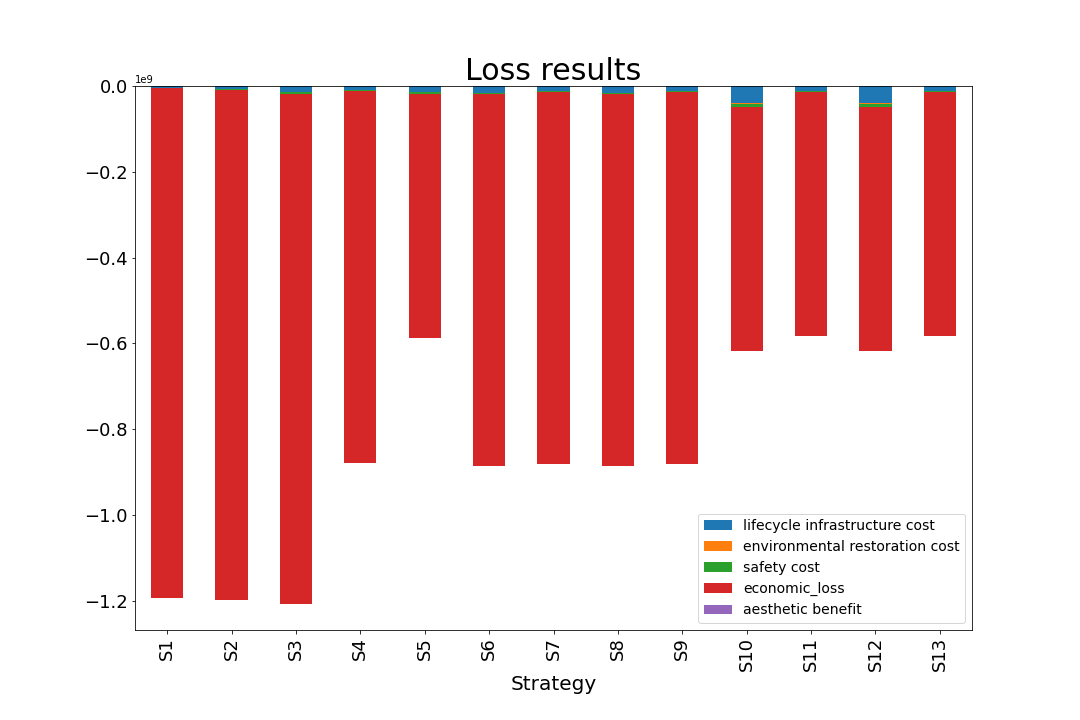 Loss results
1e9
0.0
−0.2
−0.4
−0.6
−0.8
−1.0
−1.2
lifecycle infrastructure cost
environmental restoration cost
safety cost
economic_loss
aesthetic benefit
S1 S2 S3 S4 S5 S6 S7 S8 S9 S10 S11 S12 S13
Strategy